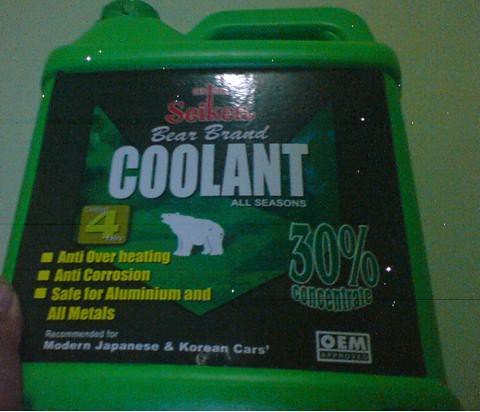 Seiken
Bear Brand
COOLANT
ALL SEASONS
4
30%
concentrate
Anti Over heating
Anti Corrosion
Safe for Aluminium and
All Metals
Recommended for
Modern Japanese & Korean Cars'
OEM
APPROVED